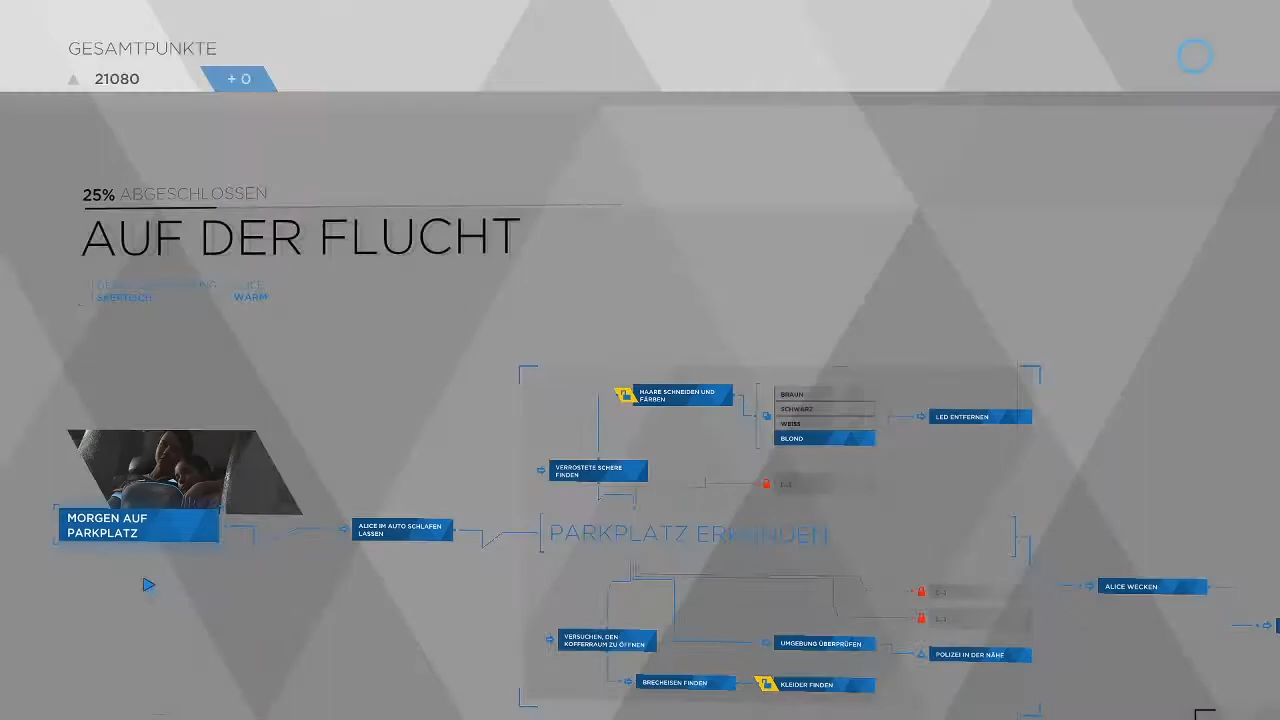 GESAMTPUNKTE
21080
+ 0
25% ABGESCHLOSSEN
AUF DER FLUCHT
SKEPTISCH
WARM
HAARE SCHNEIDEN UND
FÄRBEN
BRAUN
SCHWARZ
WEISS
BLOND
LED ENTFERNEN
VERROSTETE SCHERE
FINDEN
[...]
MORGEN AUF
PARKPLATZ
ALICE IM AUTO SCHLAFEN
LASSEN
PARKPLATZ ERKUNDEN
[...]
ALICE WECKEN
[...]
VERSUCHEN, DEN
KOFFERRAUM ZU ÖFFNEN
UMGEBUNG ÜBERPRÜFEN
POLIZEI IN DER NÄHE
BRECHEISEN FINDEN
KLEIDER FINDEN